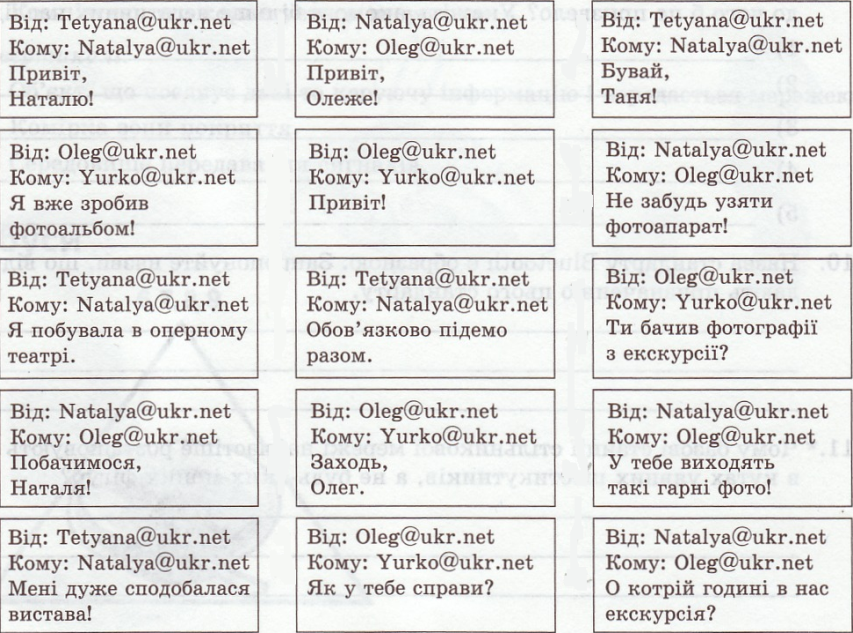 Від: Tetyana@ukr.net
Кому: Natalya@ukr.net
Привіт,
Наталю!
Від: Natalya@ukr.net
Кому: Oleg@ukr.net
Привіт,
Олеже!
Від: Tetyana@ukr.net
Кому: Natalya@ukr.net
Бувай,
Таня!
Від: Oleg@ukr.net
Кому: Yurko@ukr.net
Я вже зробив
фотоальбом!
Від: Oleg@ukr.net
Кому: Yurko@ukr.net
Привіт!
Від: Natalya@ukr.net
Кому: Oleg@ukr.net
Не забудь узяти
фотоапарат!
Від: Tetyana@ukr.net
Кому: Natalya@ukr.net
Я побувала в оперному
театрі.
Від: Tetyana@ukr.net
Кому: Natalya@ukr.net
Обов’язково підемо
разом.
Від: Oleg@ukr.net
Кому: Yurko@ukr.net
Ти бачив фотографії
з екскурсії?
Від: Natalya@ukr.net
Кому: Oleg@ukr.net
Побачимося,
Наталя!
Від: Oleg@ukr.net
Кому: Yurko@ukr.net
Заходь,
Олег.
Від: Natalya@ukr.net
Кому: Oleg@ukr.net
У тебе виходять
такі гарні фото!
Від: Tetyana@ukr.net
Кому: Natalya@ukr.net
Мені дуже сподобалася
вистава!
Від: Oleg@ukr.net
Кому: Yurko@ukr.net
Як у тебе справи?
Від: Natalya@ukr.net
Кому: Oleg@ukr.net
О котрій годині в нас
екскурсія?